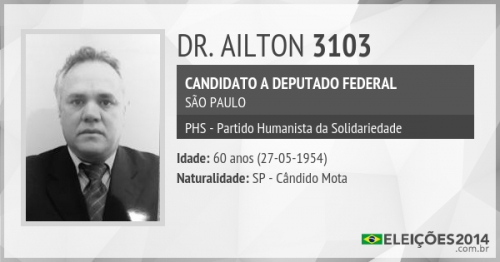 DR. AILTON 3103
CANDIDATO A DEPUTADO FEDERAL
SÃO PAULO
PHS - Partido Humanista da Solidariedade
Idade: 60 anos (27-05-1954)
Naturalidade: SP - Cândido Mota
ELEIÇÕES2014
.com.br